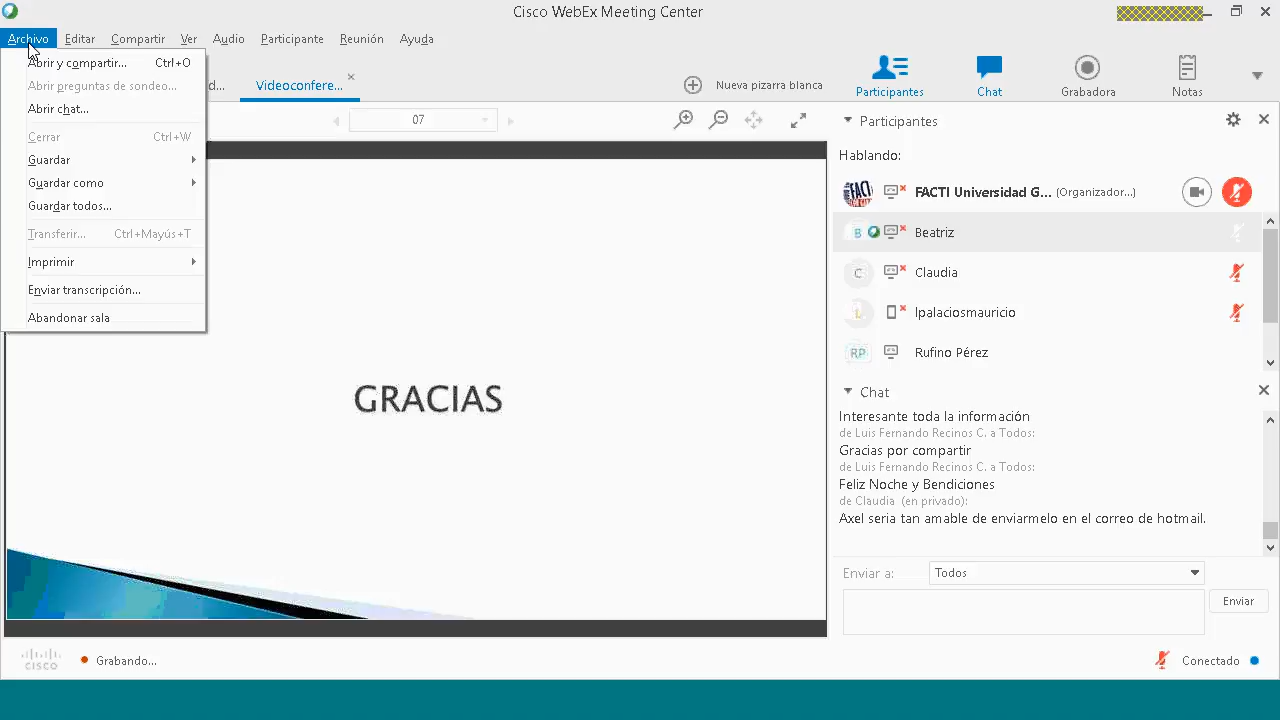 Cisco WebEx Meeting Center
Archivo Editar Compartir Ver Audio Participante Reunión Ayuda
Abrir y compartir... Ctrl+O
Abrir preguntas de sondeo...
Abrir chat...
Cerrar Ctrl+W
Guardar
Guardar como
Guardar todos...
Transferir... Ctrl+Mayús+T
Imprimir
Enviar transcripción...
Abandonar sala
d... Videoconfere...
Nueva pizarra blanca
Participantes Chat Grabadora Notas
07
GRACIAS
Participantes
Hablando:
FACTI Universidad G... (Organizador...)
B Beatriz
C Claudia
lpalaciosmauricio
RP Rufino Pérez
Chat
Interesante toda la información
de Luis Fernando Recinos C. a Todos:
Gracias por compartir
de Luis Fernando Recinos C. a Todos:
Feliz Noche y Bendiciones
de Claudia (en privado):
Axel seria tan amable de enviarmelo en el correo de hotmail.
Enviar a: Todos
Enviar
CISCO Grabando...
Conectado